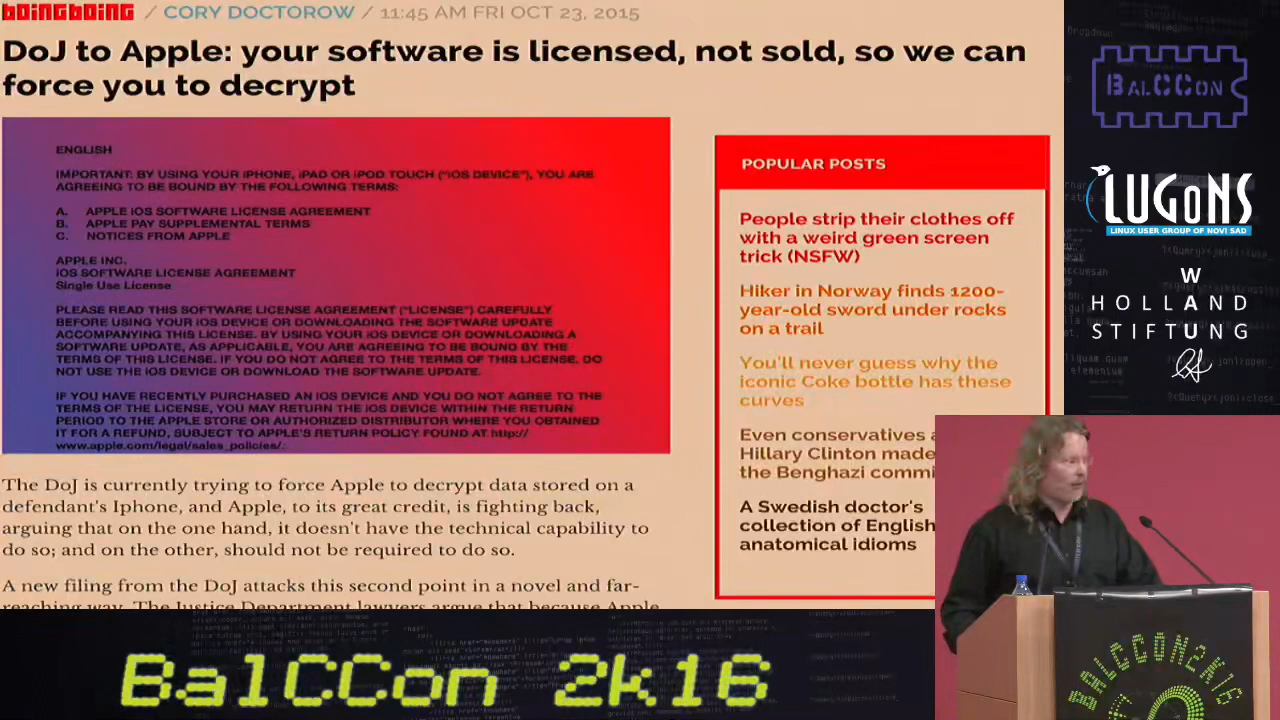 boingboing / CORY DOCTOROW / 11:45 AM FRI OCT 23, 2015
DoJ to Apple: your software is licensed, not sold, so we can
force you to decrypt
ENGLISH
IMPORTANT: BY USING YOUR iPHONE, iPAD OR iPOD TOUCH ("iOS DEVICE"), YOU ARE
AGREEING TO BE BOUND BY THE FOLLOWING TERMS:
A. APPLE iOS SOFTWARE LICENSE AGREEMENT
B. APPLE PAY SUPPLEMENTAL TERMS
C. NOTICES FROM APPLE
APPLE INC.
iOS SOFTWARE LICENSE AGREEMENT
Single Use License
PLEASE READ THIS SOFTWARE LICENSE AGREEMENT ("LICENSE") CAREFULLY
BEFORE USING YOUR iOS DEVICE OR DOWNLOADING THE SOFTWARE UPDATE
ACCOMPANYING THIS LICENSE. BY USING YOUR iOS DEVICE OR DOWNLOADING A
SOFTWARE UPDATE, AS APPLICABLE, YOU ARE AGREEING TO BE BOUND BY THE
TERMS OF THIS LICENSE. IF YOU DO NOT AGREE TO THE TERMS OF THIS LICENSE, DO
NOT USE THE iOS DEVICE OR DOWNLOAD THE SOFTWARE UPDATE.
IF YOU HAVE RECENTLY PURCHASED AN iOS DEVICE AND YOU DO NOT AGREE TO THE
TERMS OF THE LICENSE, YOU MAY RETURN THE iOS DEVICE WITHIN THE RETURN
PERIOD TO THE APPLE STORE OR AUTHORIZED DISTRIBUTOR WHERE YOU OBTAINED
IT FOR A REFUND, SUBJECT TO APPLE'S RETURN POLICY FOUND AT http://
www.apple.com/legal/sales_policies/.
The DoJ is currently trying to force Apple to decrypt data stored on a
defendant's Iphone, and Apple, to its great credit, is fighting back,
arguing that on the one hand, it doesn't have the technical capability to
do so; and on the other, should not be required to do so.
A new filing from the DoJ attacks this second point in a novel and far-
reaching way. The Justice Department lawyers argue that because Apple
POPULAR POSTS
People strip their clothes off
with a weird green screen
trick (NSFW)
Hiker in Norway finds 1200-
year-old sword under rocks
on a trail
You'll never guess why the
iconic Coke bottle has these
curves
Even conservatives
Hillary Clinton made
the Benghazi
A Swedish doctor's
collection of English
anatomical idioms
BALCCON
LUGONS
LINUX USER GROUP OF NOVI SAD
W
HOLLAND
STIFTUNG
BalCCon 2k16